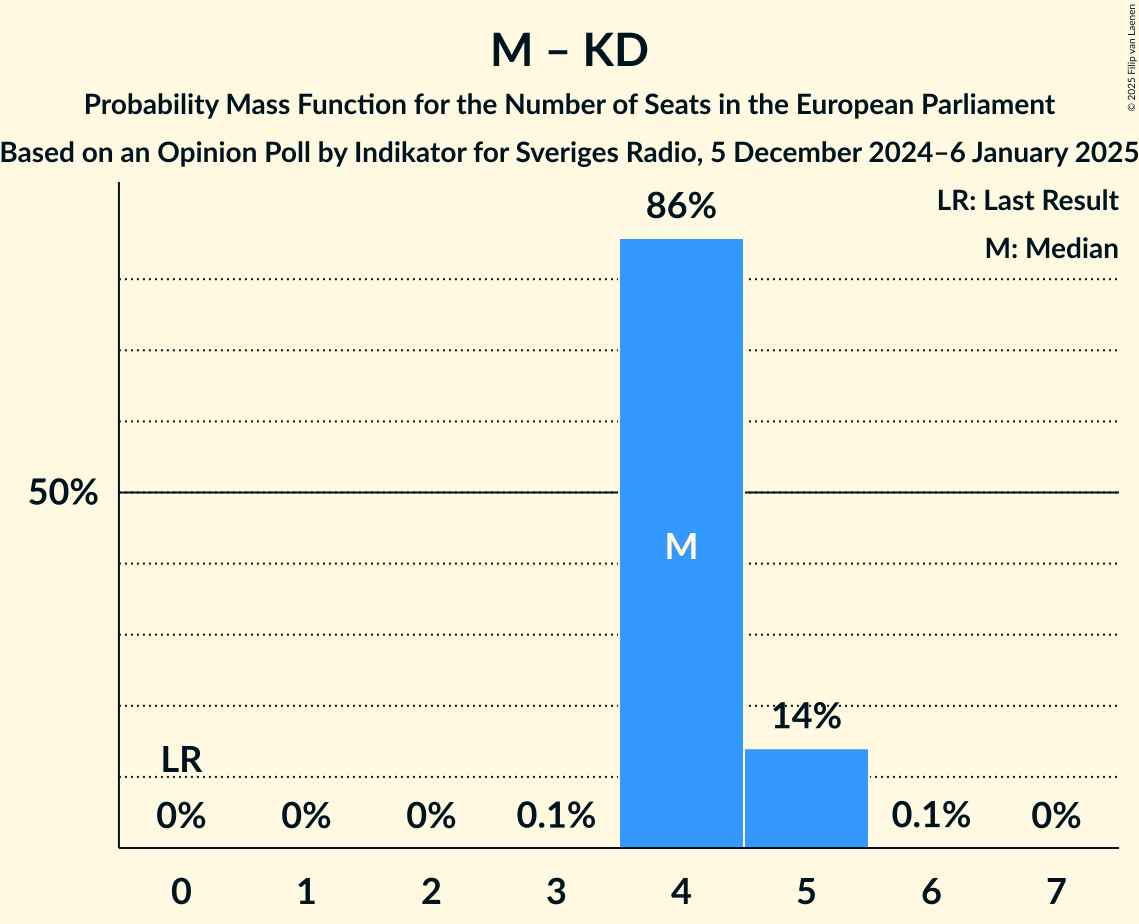 M – KD
Probability Mass Function for the Number of Seats in the European Parliament
Based on an Opinion Poll by Indikator for Sveriges Radio, 5 December 2024–6 January 2025
© 2025 Filip van Laenen
LR: Last Result
M: Median
86%
50%
M
14%
LR
0% 0% 0% 0.1% 0.1% 0%
0 1 2 3 4 5 6 7